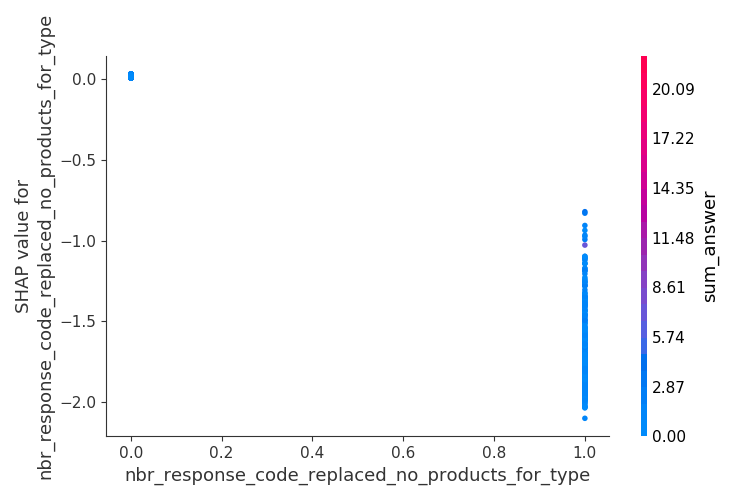 SHAP value for
nbr_response_code_replaced_no_products_for_type
0.0
−0.5
−1.0
−1.5
−2.0
0.0 0.2 0.4 0.6 0.8 1.0
nbr_response_code_replaced_no_products_for_type
20.09
17.22
14.35
11.48
8.61
5.74
2.87
0.00
sum_answer